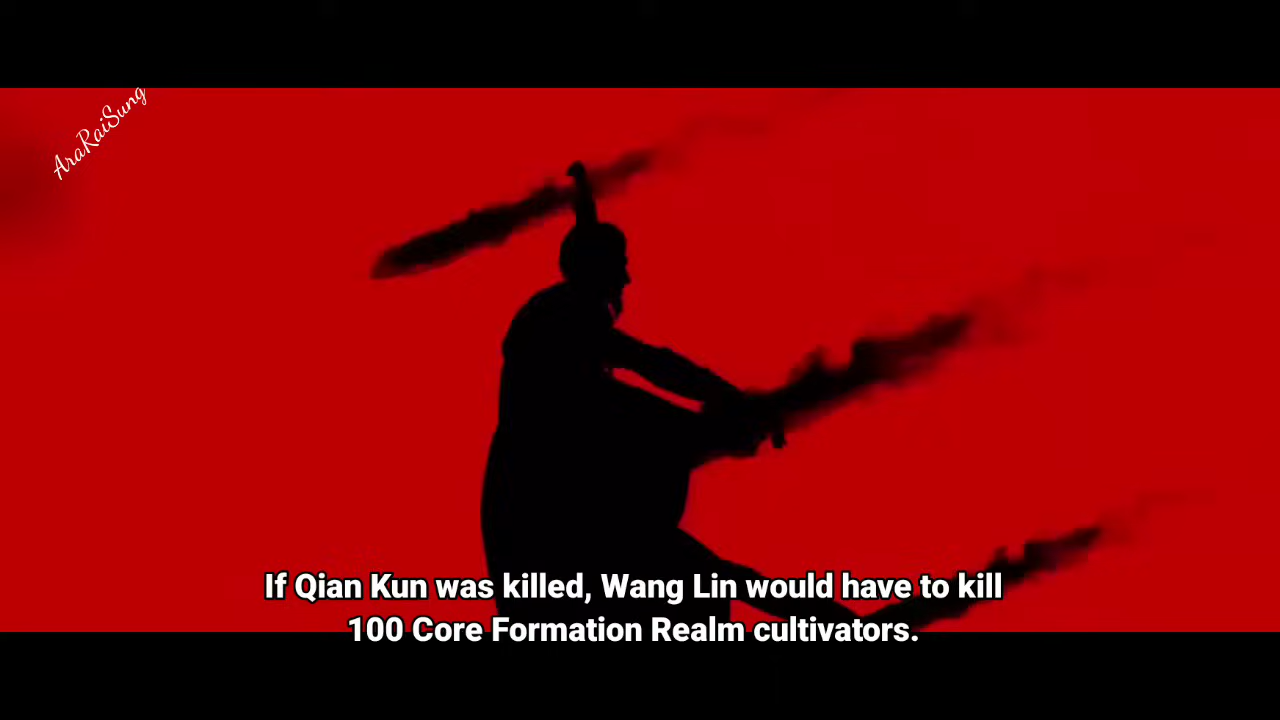 AraRaiSung
If Qian Kun was killed, Wang Lin would have to kill
100 Core Formation Realm cultivators.